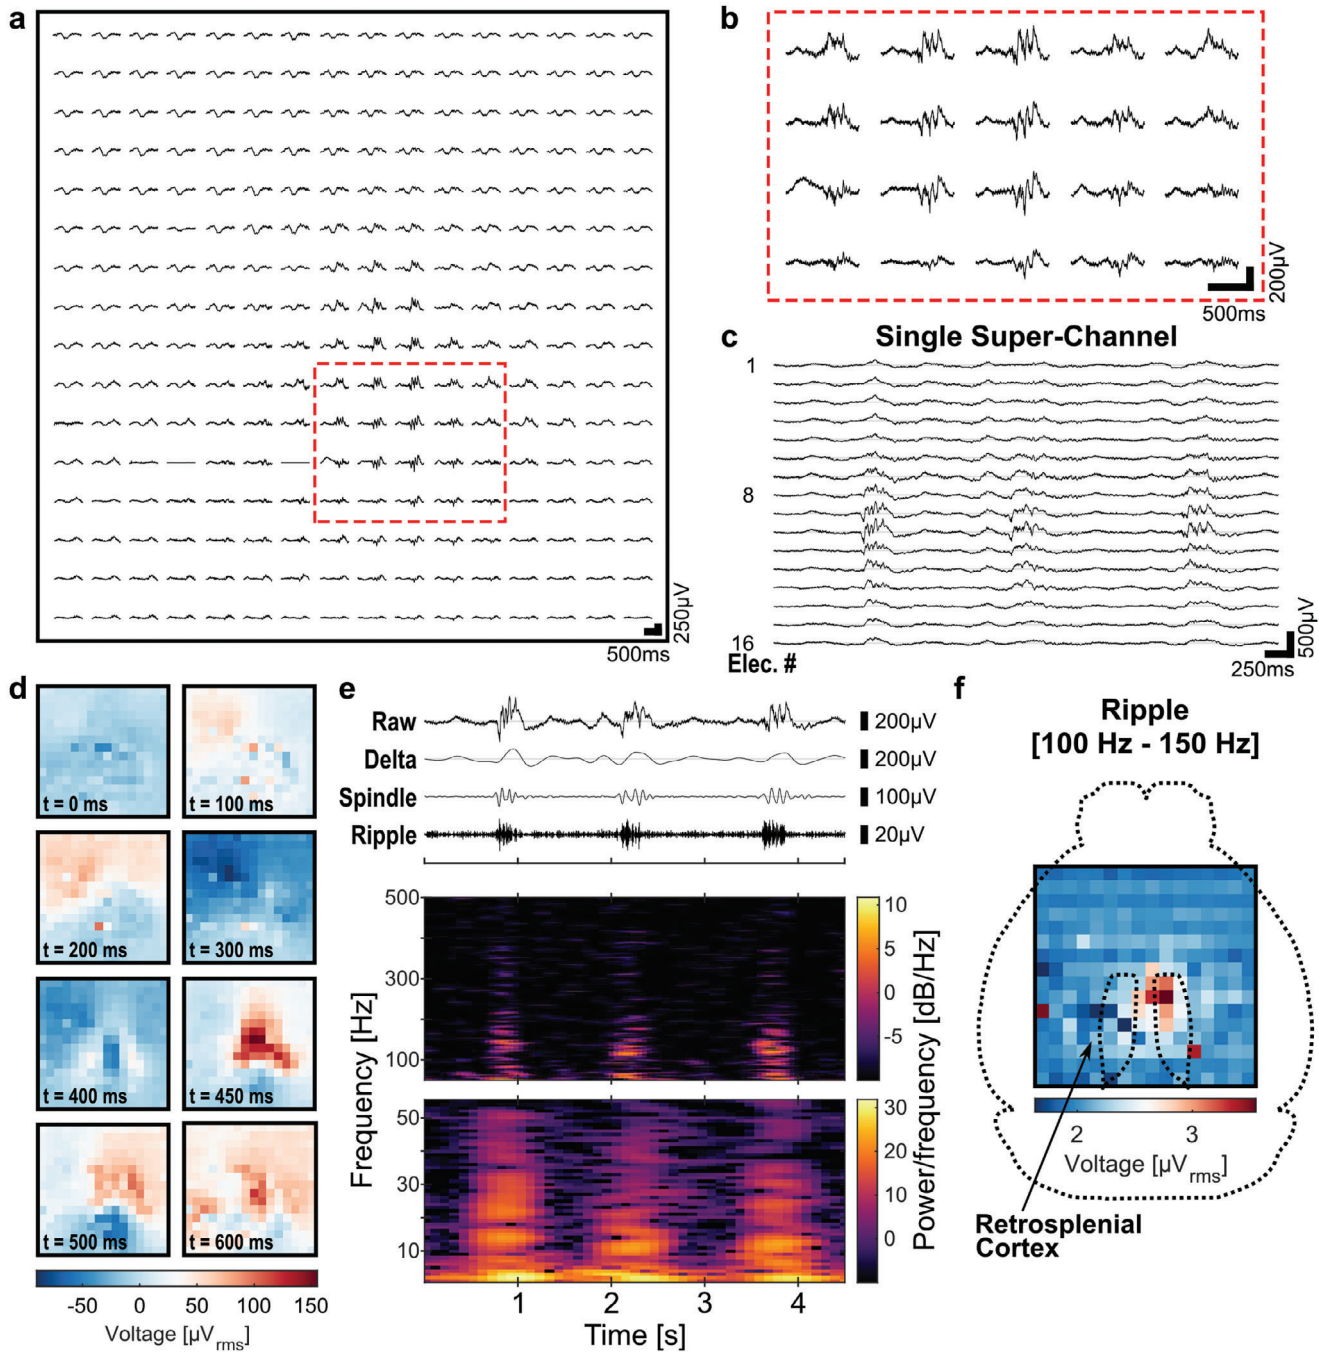 a
250µV
500ms
b
200µV
500ms
c
Single Super-Channel
1
8
16
Elec. #
500µV
250ms
d
t = 0 ms
t = 100 ms
t = 200 ms
t = 300 ms
t = 400 ms
t = 450 ms
t = 500 ms
t = 600 ms
-50 0 50 100 150
Voltage [µVrms]
e
Raw
200µV
Delta
200µV
Spindle
100µV
Ripple
20µV
500
300
100
50
30
10
Frequency [Hz]
10
5
0
-5
30
20
10
0
Power/frequency [dB/Hz]
1 2 3 4
Time [s]
f
Ripple
[100 Hz - 150 Hz]
2 3
Voltage [µVrms]
Retrosplenial
Cortex